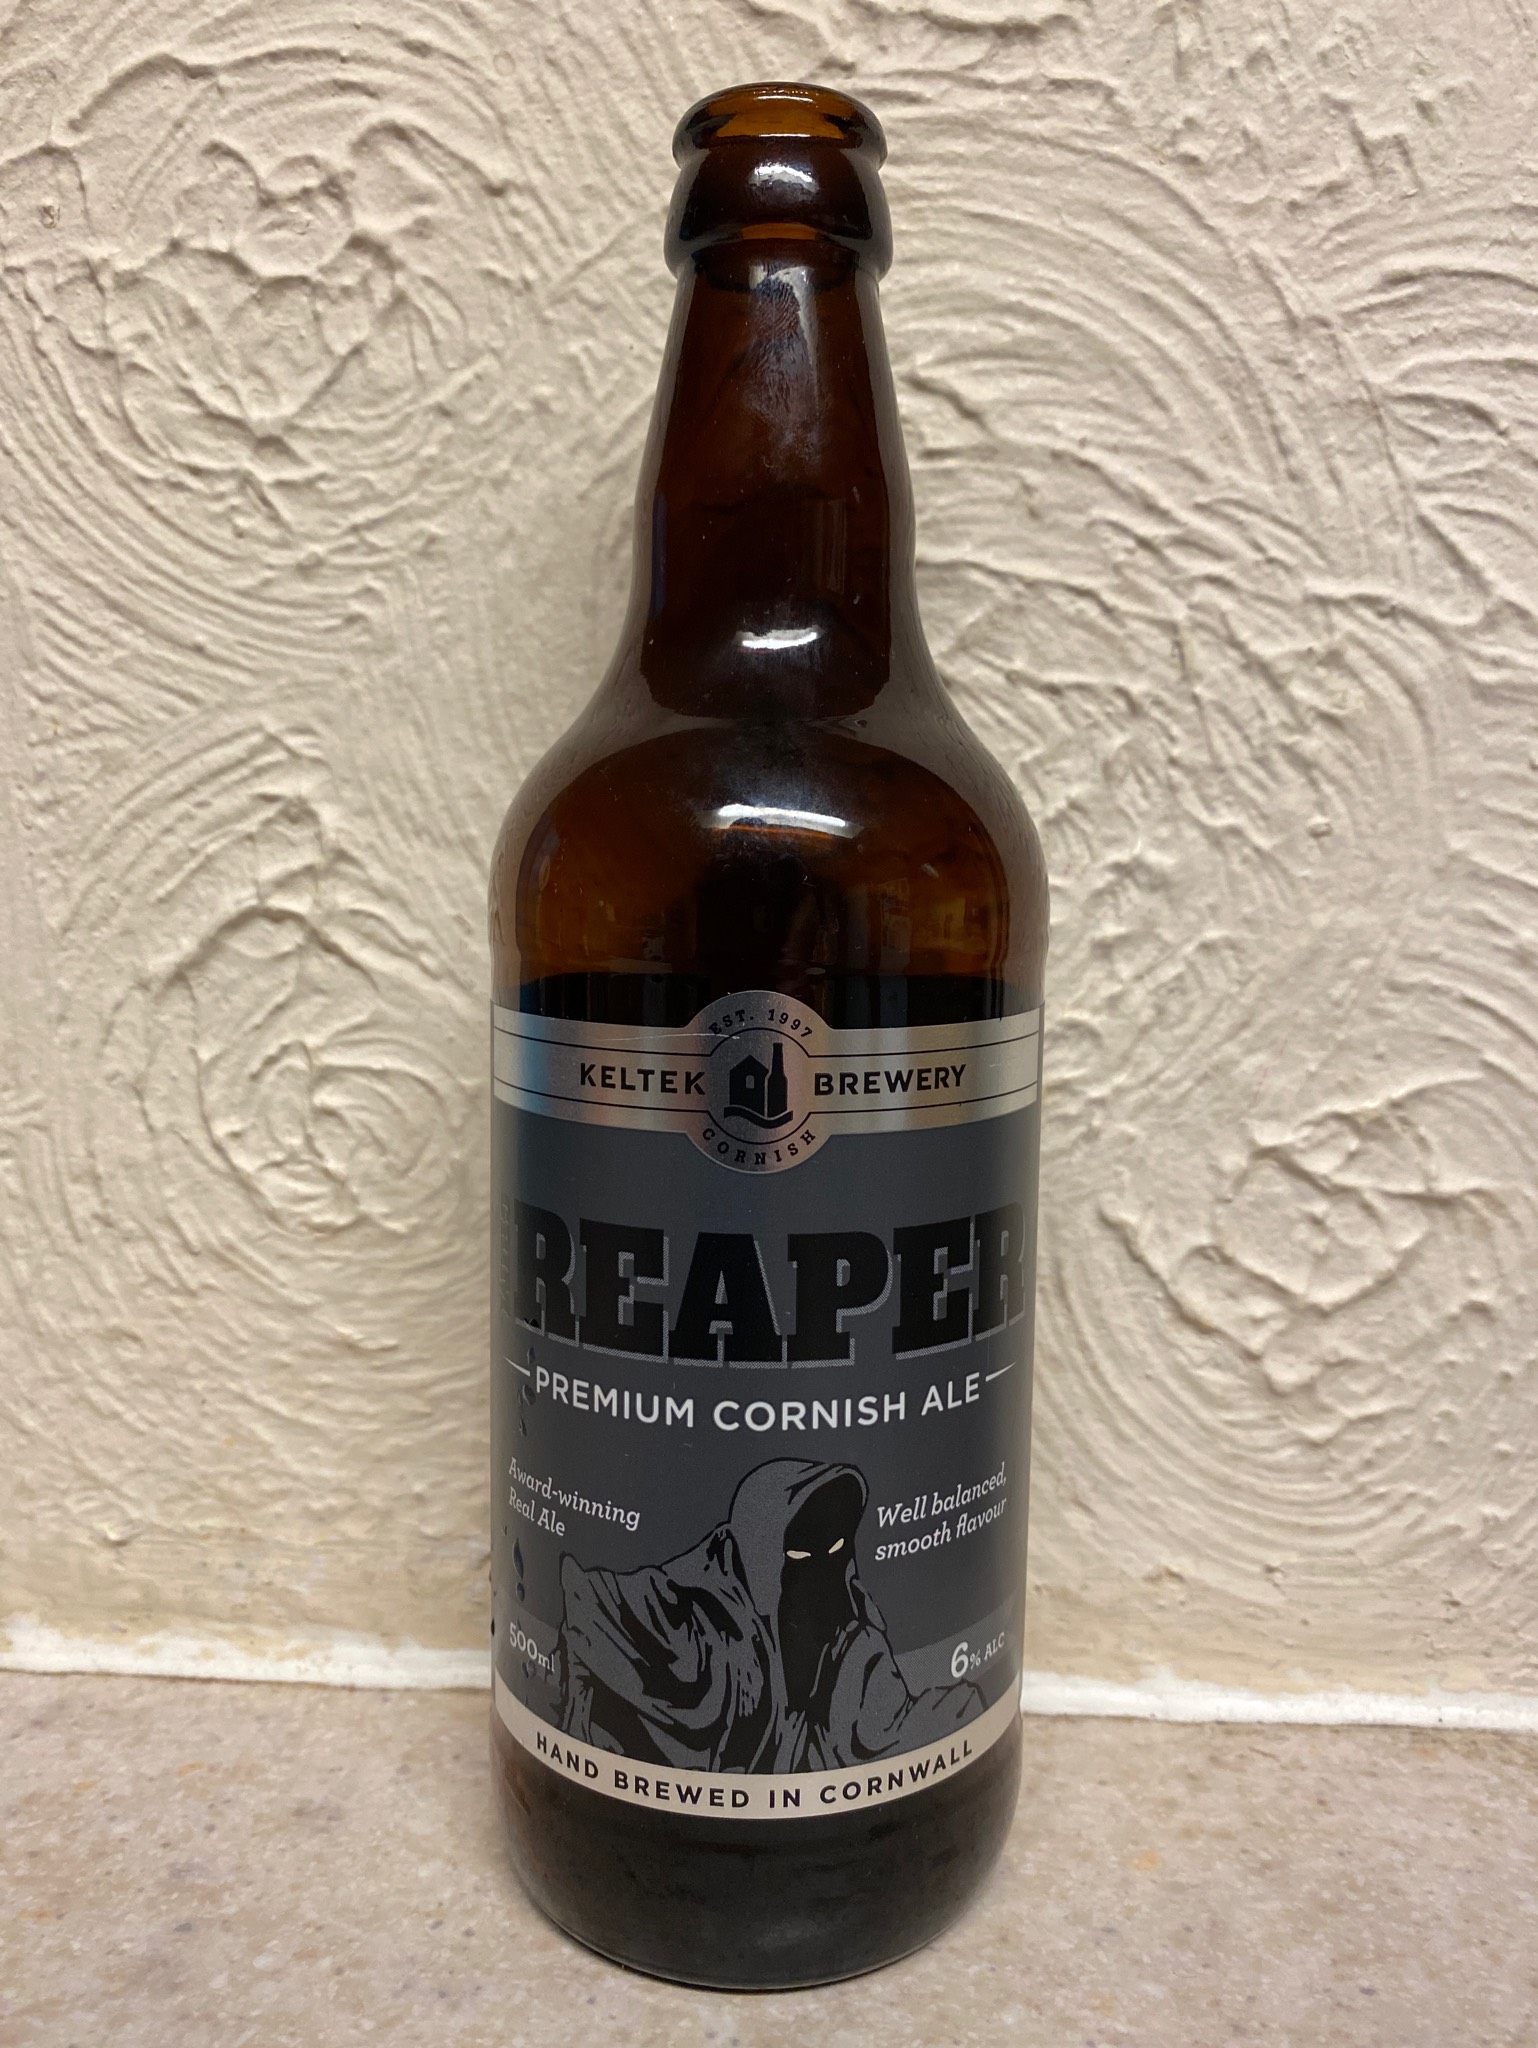 EST. 1997
KELTEK BREWERY
CORNISH
REAPER
PREMIUM CORNISH ALE
Award-winning
Real Ale
Well balanced,
smooth flavour
500ml
6% ALC
HAND BREWED IN CORNWALL